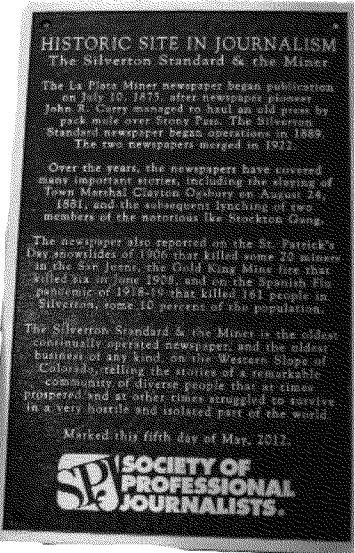 HISTORIC SITE IN JOURNALISM
The Silverton Standard & the Miner
The La Plata Miner newspaper began publication
on July 10, 1875, after newspaper pioneer
John R. Curry managed to haul an old press by
pack mule over Stony Pass. The Silverton
Standard newspaper began operations in 1889.
The two newspapers merged in 1922.
Over the years, the newspapers have covered
many important stories, including the slaying of
Town Marshal Clayton Ogsbury on August 24,
1881, and the subsequent lynching of two
members of the notorious Ike Stockton Gang.
The newspaper also reported on the St. Patrick's
Day snowslides of 1906 that killed some 20 miners
in the San Juans, the Gold King Mine fire that
killed six in June 1908, and on the Spanish Flu
pandemic of 1918-19 that killed 161 people in
Silverton, some 10 percent of the population.
The Silverton Standard & the Miner is the oldest
continually operated newspaper, and the oldest
business of any kind, on the Western Slope of
Colorado, telling the stories of a remarkable
community of diverse people that at times
prospered and at other times struggled to survive
in a very hostile and isolated part of the world.
Marked this fifth day of May, 2012.
SPJ SOCIETY OF
PROFESSIONAL
JOURNALISTS.